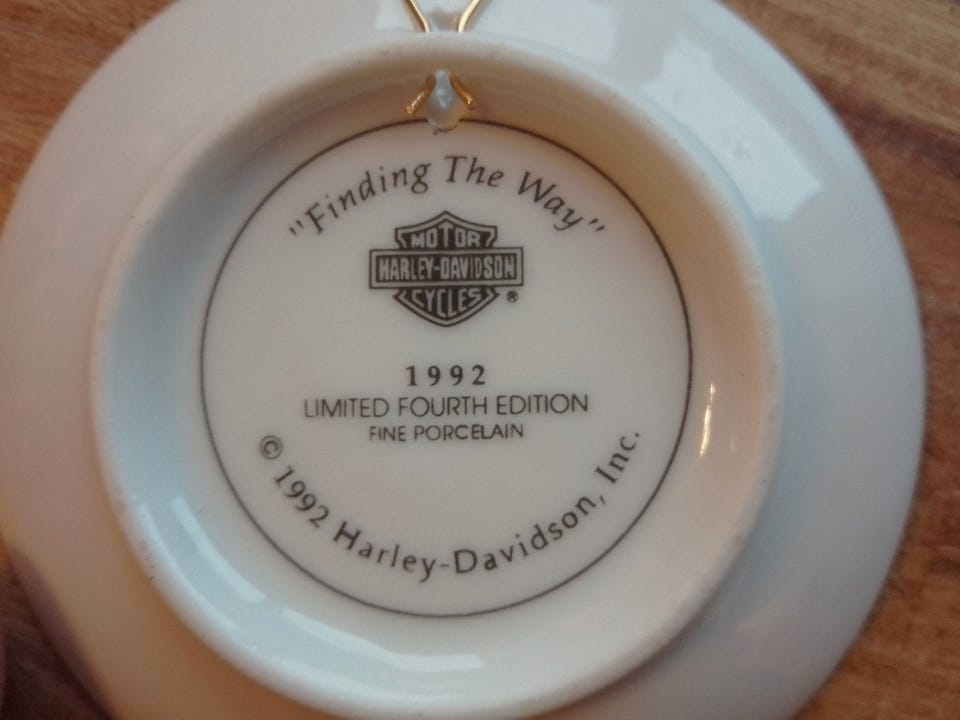 "Finding The Way"
MOTOR
HARLEY-DAVIDSON
CYCLES ®
1992
LIMITED FOURTH EDITION
FINE PORCELAIN
© 1992 Harley-Davidson, Inc.